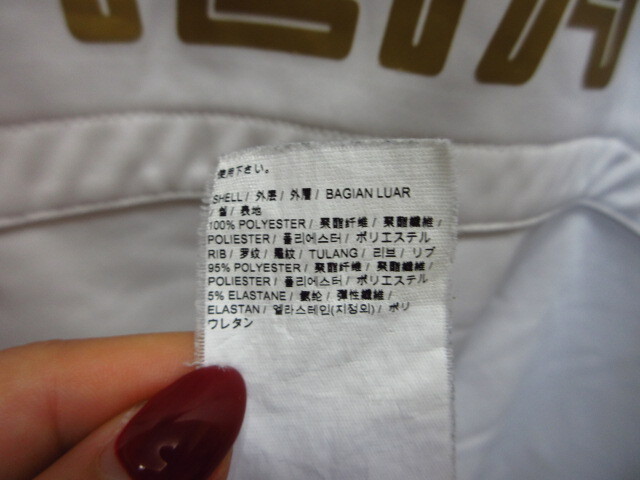 使用下さい。
SHELL / 外层 / 外層 / BAGIAN LUAR
/ 쉘 / 表地
100% POLYESTER / 聚酯纤维 / 聚酯纖維 /
POLIESTER / 폴리에스터 / ポリエステル
RIB / 罗纹 / 羅紋 / TULANG / 리브 / リブ
95% POLYESTER / 聚酯纤维 / 聚酯纖維 /
POLIESTER / 폴리에스터 / ポリエステル
5% ELASTANE / 氨纶 / 彈性纖維 /
ELASTAN / 엘라스테인(지정외) / ポリ
ウレタン